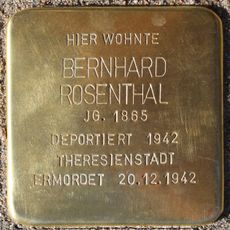 HIER WOHNTE
BERNHARD
ROSENTHAL
JG. 1865
DEPORTIERT 1942
THERESIENSTADT
ERMORDET 20.12.1942